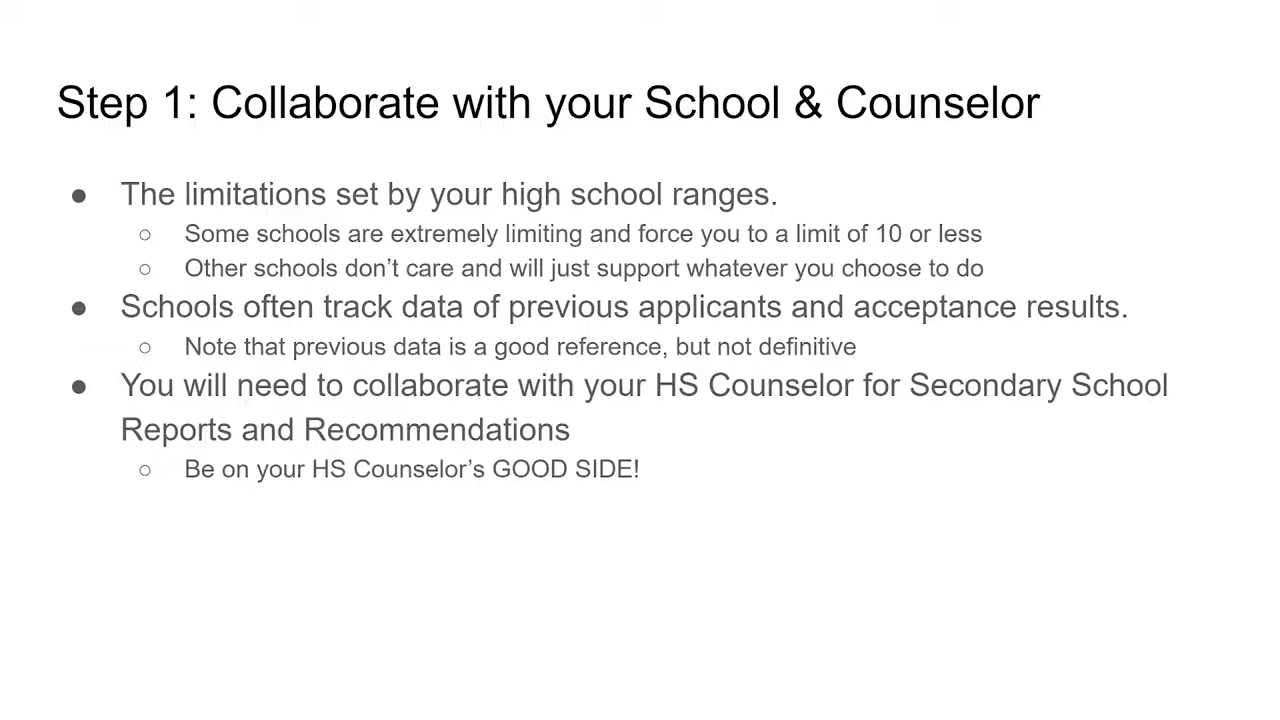 Step 1: Collaborate with your School & Counselor
● The limitations set by your high school ranges.
○ Some schools are extremely limiting and force you to a limit of 10 or less
○ Other schools don’t care and will just support whatever you choose to do
● Schools often track data of previous applicants and acceptance results.
○ Note that previous data is a good reference, but not definitive
● You will need to collaborate with your HS Counselor for Secondary School
Reports and Recommendations
○ Be on your HS Counselor’s GOOD SIDE!